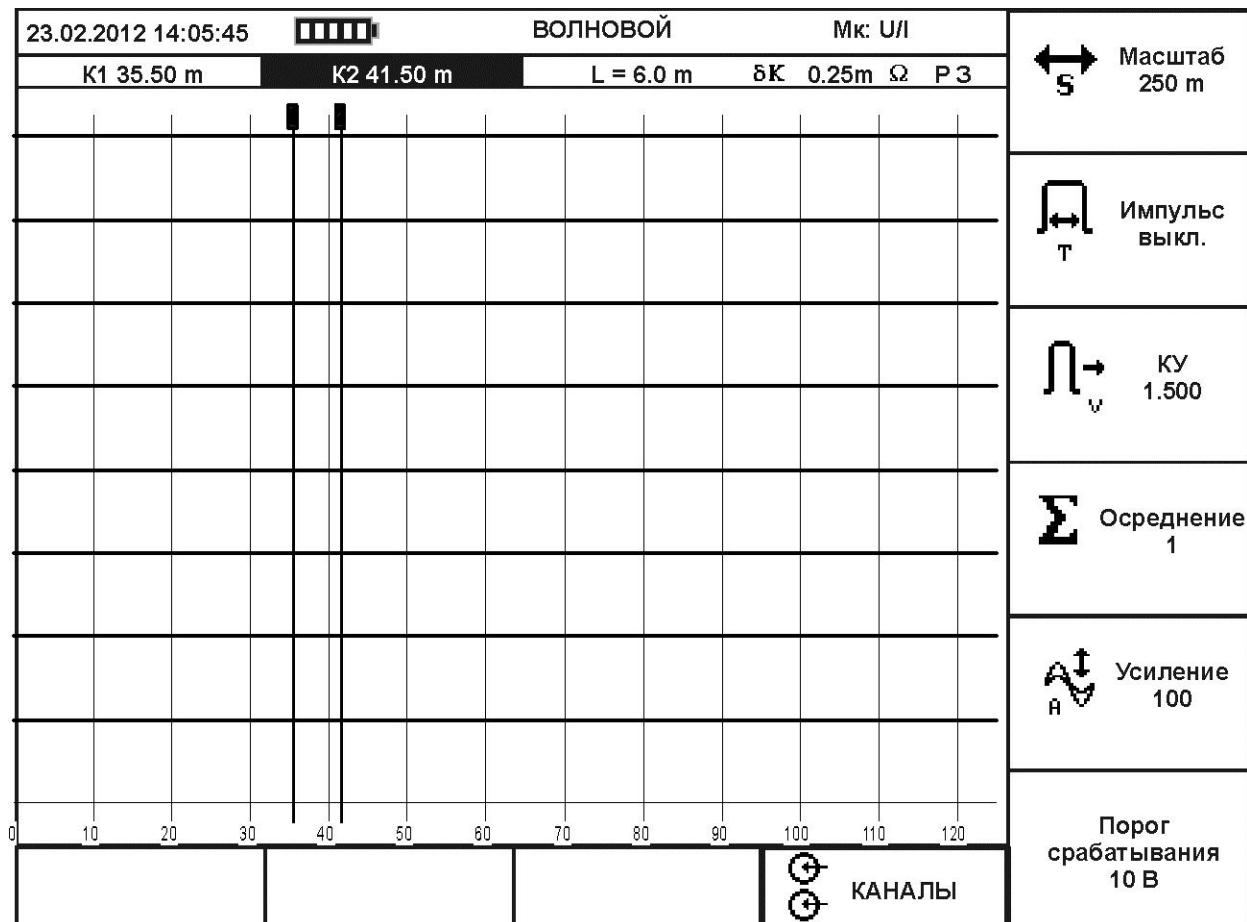 23.02.2012 14:05:45 ВОЛНОВОЙ Мк: U/I
К1 35.50 m К2 41.50 m L = 6.0 m δK 0.25m Ω P 3
S
Масштаб
250 m
T
Импульс
выкл.
V
КУ
1.500
Σ
Осреднение
1
A
Усиление
100
Порог
срабатывания
10 В
0 10 20 30 40 50 60 70 80 90 100 110 120
КАНАЛЫ